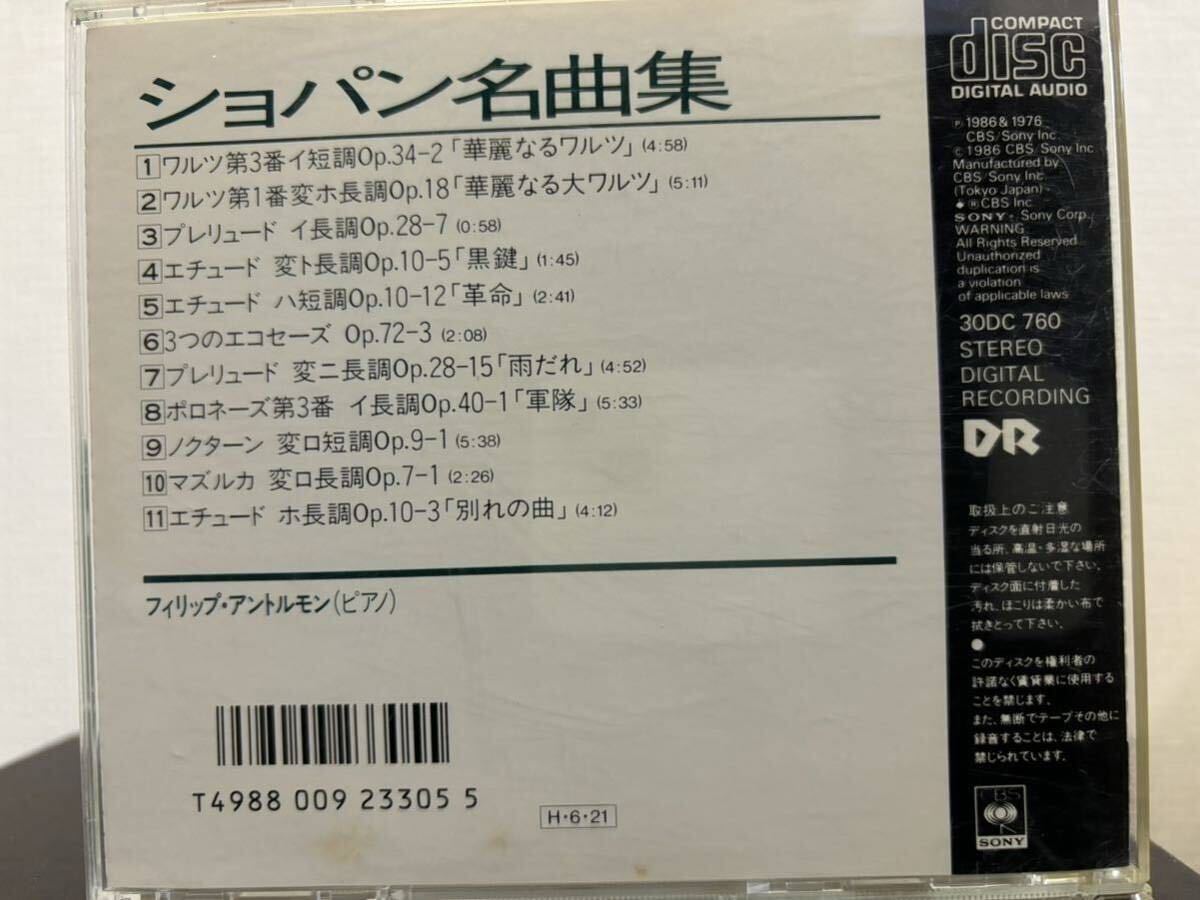 ショパン名曲集
1 ワルツ第3番イ短調Op.34-2「華麗なるワルツ」(4:58)
2 ワルツ第1番変ホ長調Op.18「華麗なる大ワルツ」(5:11)
3 プレリュード イ長調Op.28-7 (0:58)
4 エチュード 変ト長調Op.10-5「黒鍵」(1:45)
5 エチュード ハ短調Op.10-12「革命」(2:41)
6 3つのエコセーズ Op.72-3 (2:08)
7 プレリュード 変ニ長調Op.28-15「雨だれ」(4:52)
8 ポロネーズ第3番 イ長調Op.40-1「軍隊」(5:33)
9 ノクターン 変ロ短調Op.9-1 (5:38)
10 マズルカ 変ロ長調Op.7-1 (2:26)
11 エチュード ホ長調Op.10-3「別れの曲」(4:12)
フィリップ・アントルモン(ピアノ)
T4988 009 23305 5
H・6・21
COMPACT
disc
DIGITAL AUDIO
℗ 1986 & 1976
CBS/Sony Inc.
© 1986 CBS/Sony Inc.
Manufactured by
CBS/Sony Inc.
(Tokyo Japan)
◆ ®CBS Inc.
SONY・Sony Corp.
WARNING
All Rights Reserved
Unauthorized
duplication is
a violation
of applicable laws
30DC 760
STEREO
DIGITAL
RECORDING
DR
取扱上のご注意
ディスクを直射日光の
当る所、高温・多湿な場所
には保管しないで下さい。
ディスク面に付着した
汚れ、ほこりは柔かい布で
拭きとって下さい。
●
このディスクを権利者の
許諾なく賃貸業に使用する
ことを禁じます。
また、無断でテープその他に
録音することは、法律で
禁じられています。
CBS
SONY